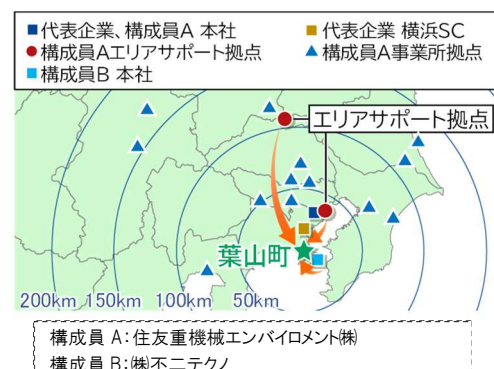 ■代表企業、構成員A 本社 ■代表企業 横浜SC
●構成員Aエリアサポート拠点 ▲構成員A事業所拠点
■構成員B 本社
エリアサポート拠点
葉山町
200km 150km 100km 50km
構成員 A:住友重機械エンバイロメント㈱
構成員 B:㈱不二テクノ